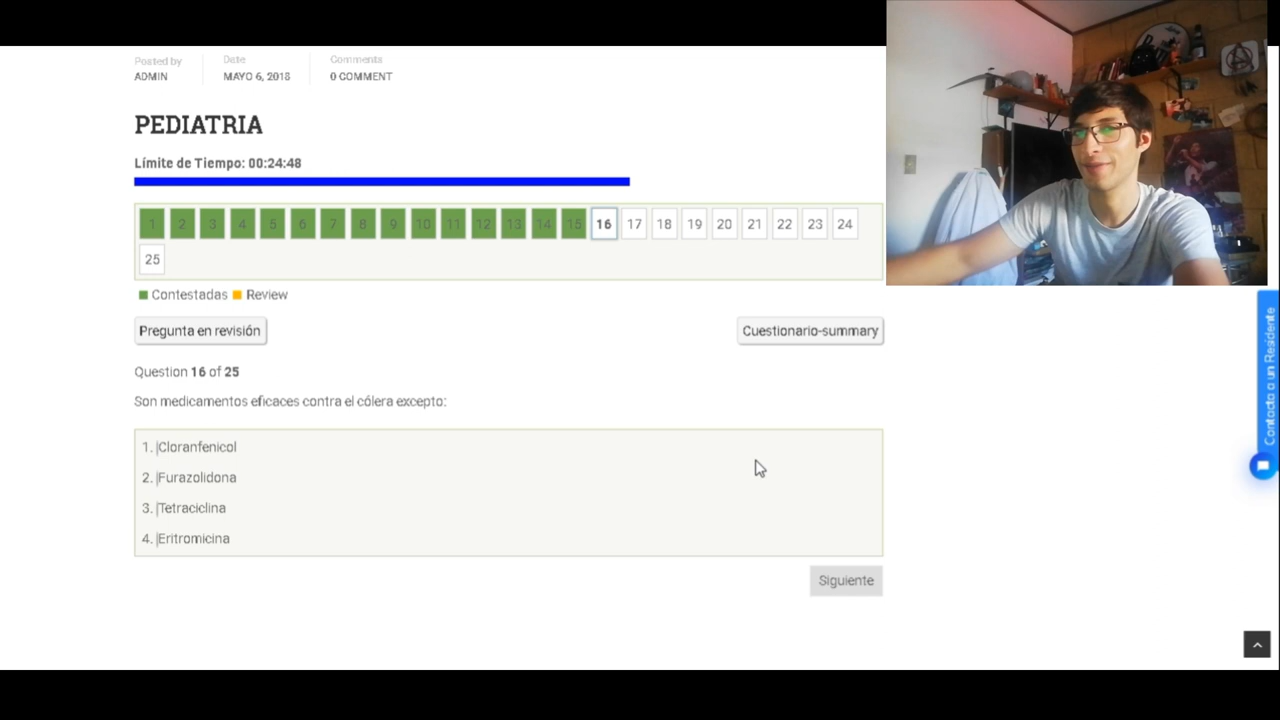 Posted by
ADMIN
Date
MAYO 6, 2018
Comments
0 COMMENT
PEDIATRIA
Límite de Tiempo: 00:24:48
1 2 3 4 5 6 7 8 9 10 11 12 13 14 15 16 17 18 19 20 21 22 23 24
25
Contestadas Review
Pregunta en revisión
Cuestionario-summary
Question 16 of 25
Son medicamentos eficaces contra el cólera excepto:
1. Cloranfenicol
2. Furazolidona
3. Tetraciclina
4. Eritromicina
Siguiente
Contacta a un Residente